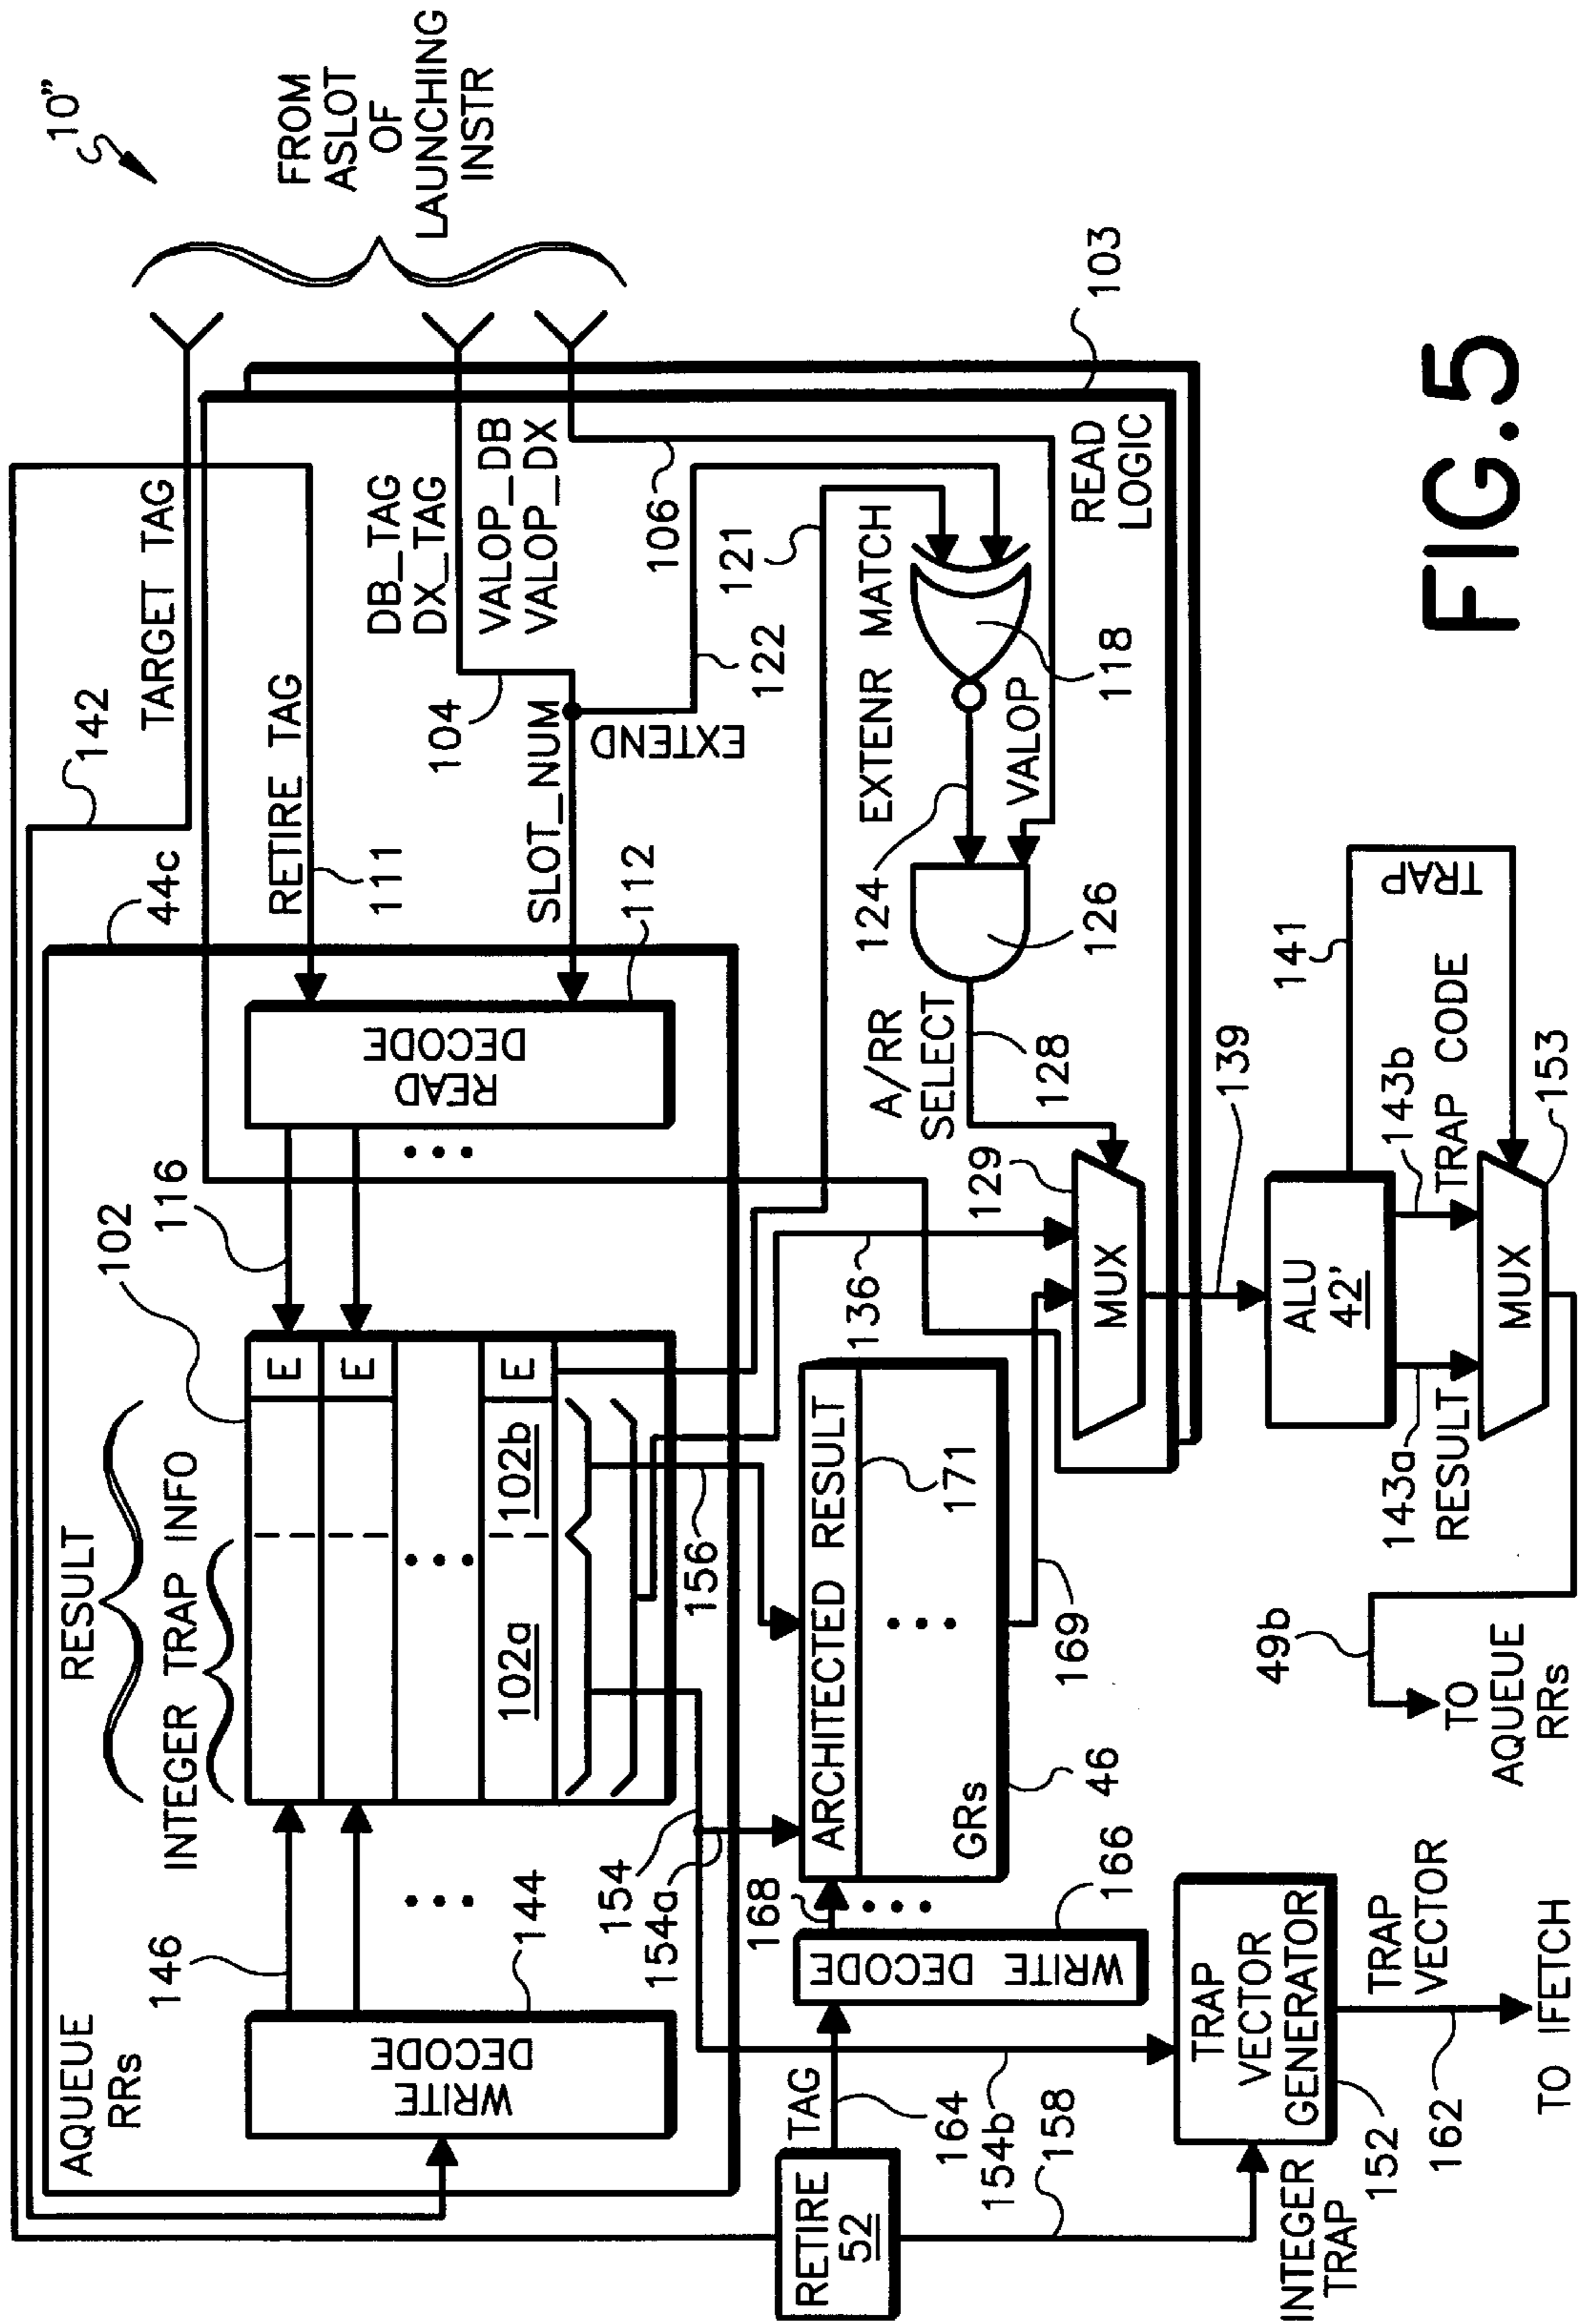 10"
FROM
ASLOT
OF
LAUNCHING
INSTR
142
TARGET TAG
44c
RETIRE TAG
111
DB_TAG
DX_TAG
VALOP_DB
VALOP_DX
104
SLOT_NUM
EXTEND
122
106
121
103
READ
LOGIC
EXTENR MATCH
118
VALOP
124
126
112
READ
DECODE
116
102
RESULT
INTEGER TRAP INFO
E
E
E
102a
102b
AQUEUE
RRs
146
144
WRITE
DECODE
154
154a
156
136
A/RR
SELECT
128
129
MUX
139
ARCHITECTED RESULT
171
GRs
46
169
168
166
WRITE
DECODE
TAG
164
RETIRE
52
154b
158
INTEGER
TRAP
TRAP
VECTOR
GENERATOR
152
162
TRAP
VECTOR
TO IFETCH
ALU
42'
141
TRAP
143a
RESULT
143b
TRAP CODE
MUX
153
49b
TO
AQUEUE
RRs
FIG.5